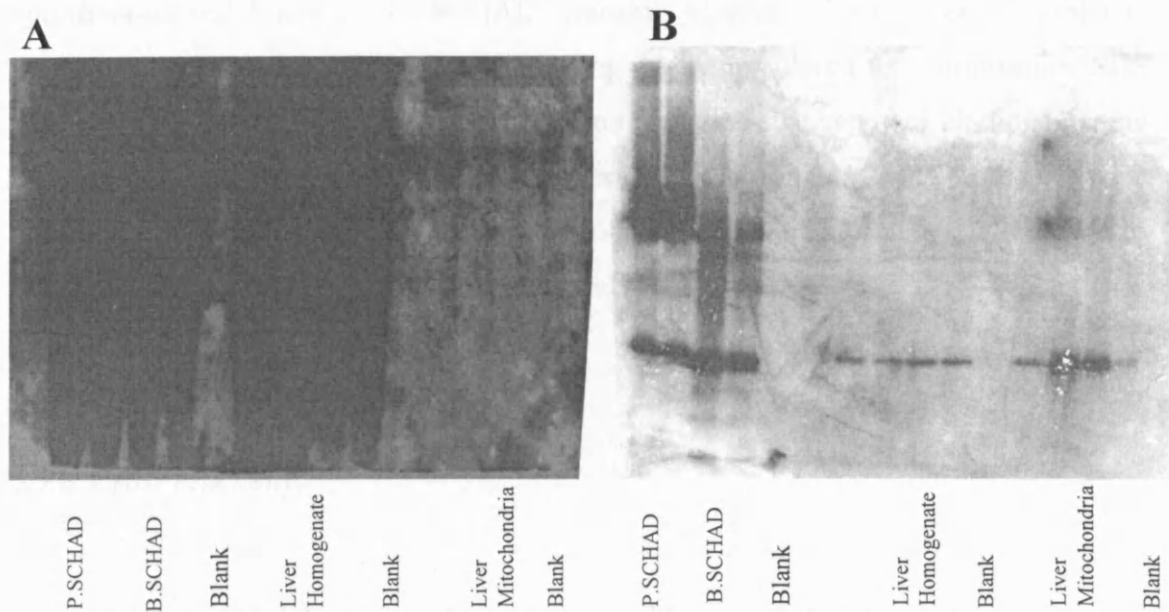 A
B
P.SCHAD
B.SCHAD
Blank
Liver
Homogenate
Blank
Liver
Mitochondria
Blank
P.SCHAD
B.SCHAD
Blank
Liver
Homogenate
Blank
Liver
Mitochondria
Blank